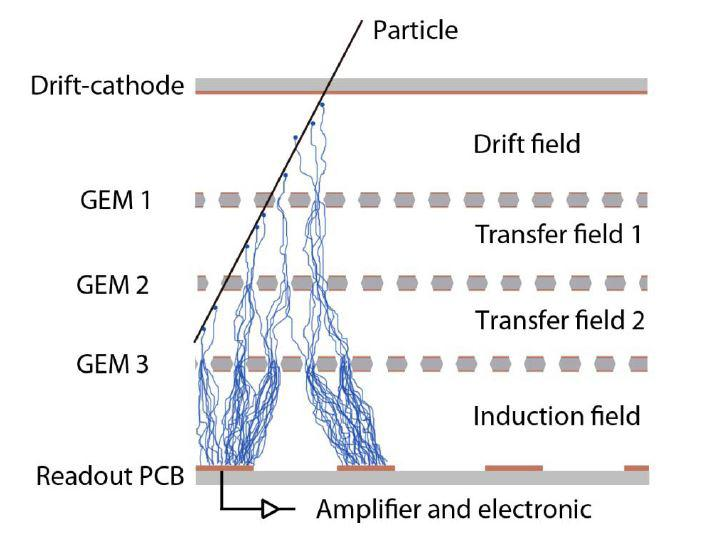 Particle
Drift-cathode
Drift field
GEM 1
Transfer field 1
GEM 2
Transfer field 2
GEM 3
Induction field
Readout PCB
Amplifier and electronic